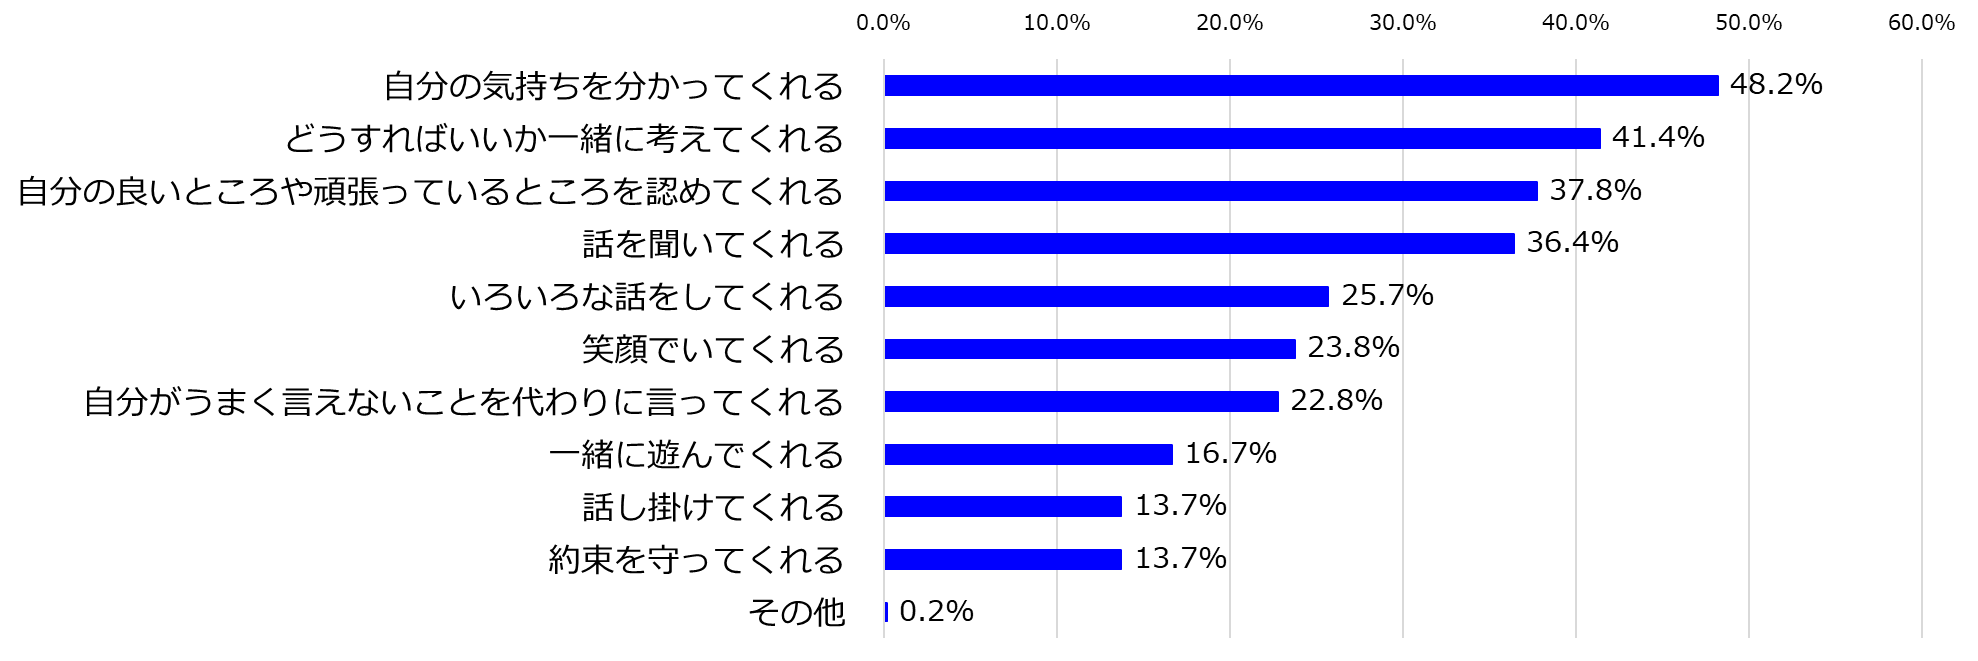 0.0% 10.0% 20.0% 30.0% 40.0% 50.0% 60.0%
自分の気持ちを分かってくれる 48.2%
どうすればいいか一緒に考えてくれる 41.4%
自分の良いところや頑張っているところを認めてくれる 37.8%
話を聞いてくれる 36.4%
いろいろな話をしてくれる 25.7%
笑顔でいてくれる 23.8%
自分がうまく言えないことを代わりに言ってくれる 22.8%
一緒に遊んでくれる 16.7%
話し掛けてくれる 13.7%
約束を守ってくれる 13.7%
その他 0.2%